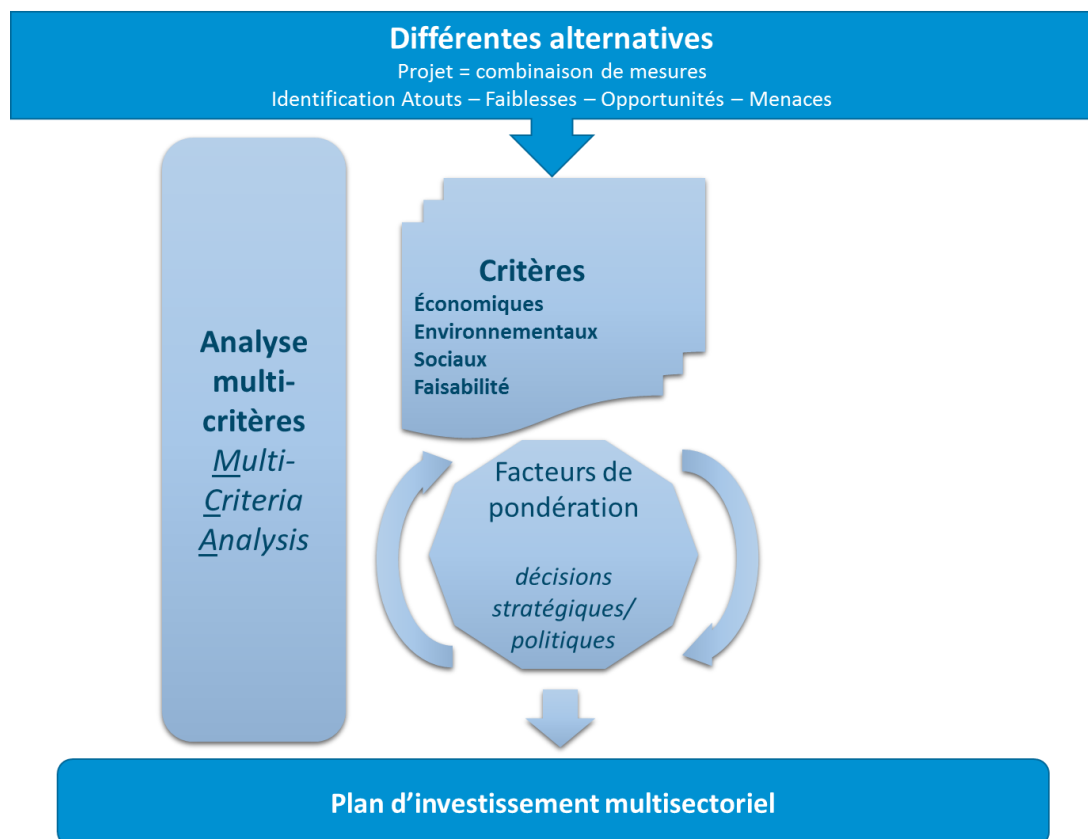 Différentes alternatives
Projet = combinaison de mesures
Identification Atouts – Faiblesses – Opportunités – Menaces
Analyse
multi-
critères
Multi-
Criteria
Analysis
Critères
Économiques
Environnementaux
Sociaux
Faisabilité
Facteurs de
pondération
décisions
stratégiques/
politiques
Plan d’investissement multisectoriel